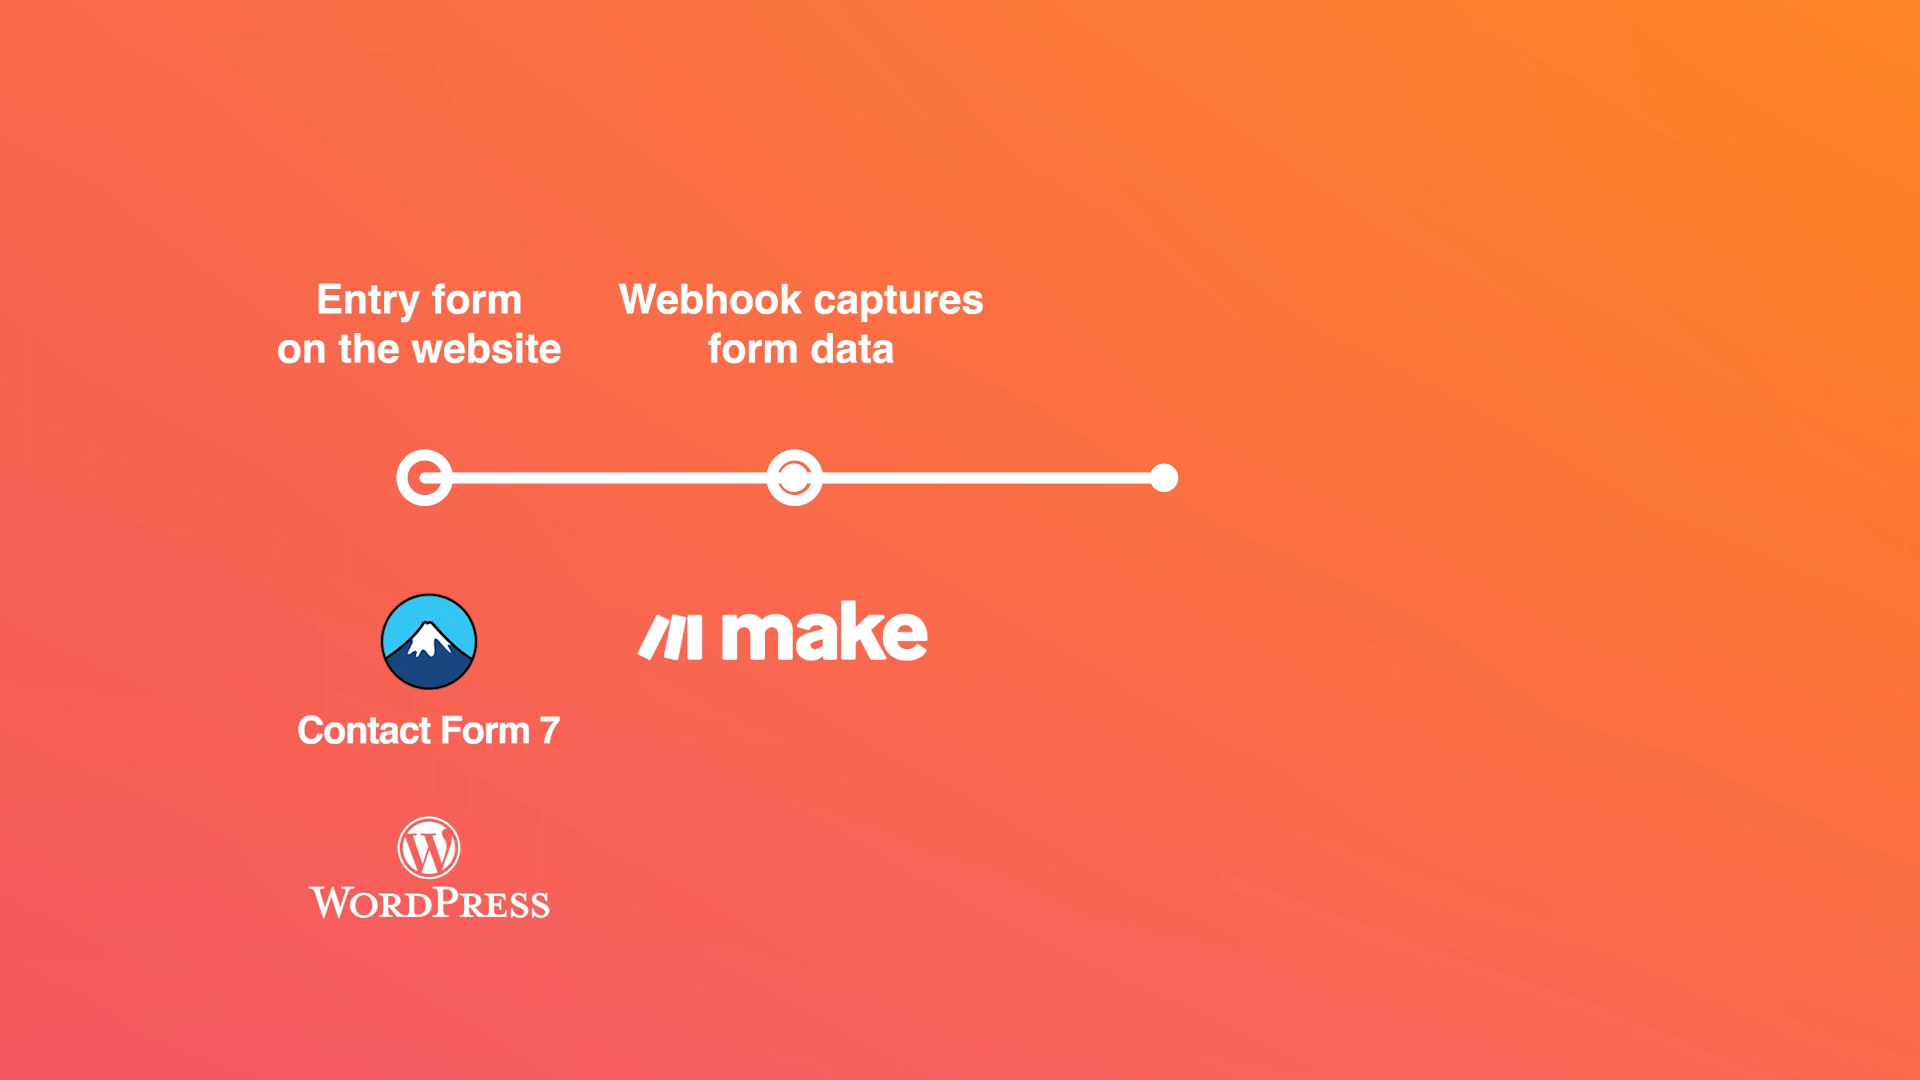 Entry form
on the website
Webhook captures
form data
make
Contact Form 7
WORDPRESS